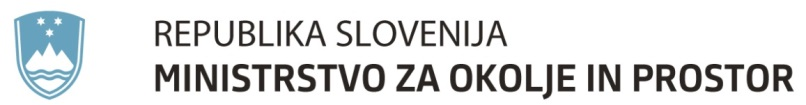 REPUBLIKA SLOVENIJA
MINISTRSTVO ZA OKOLJE IN PROSTOR